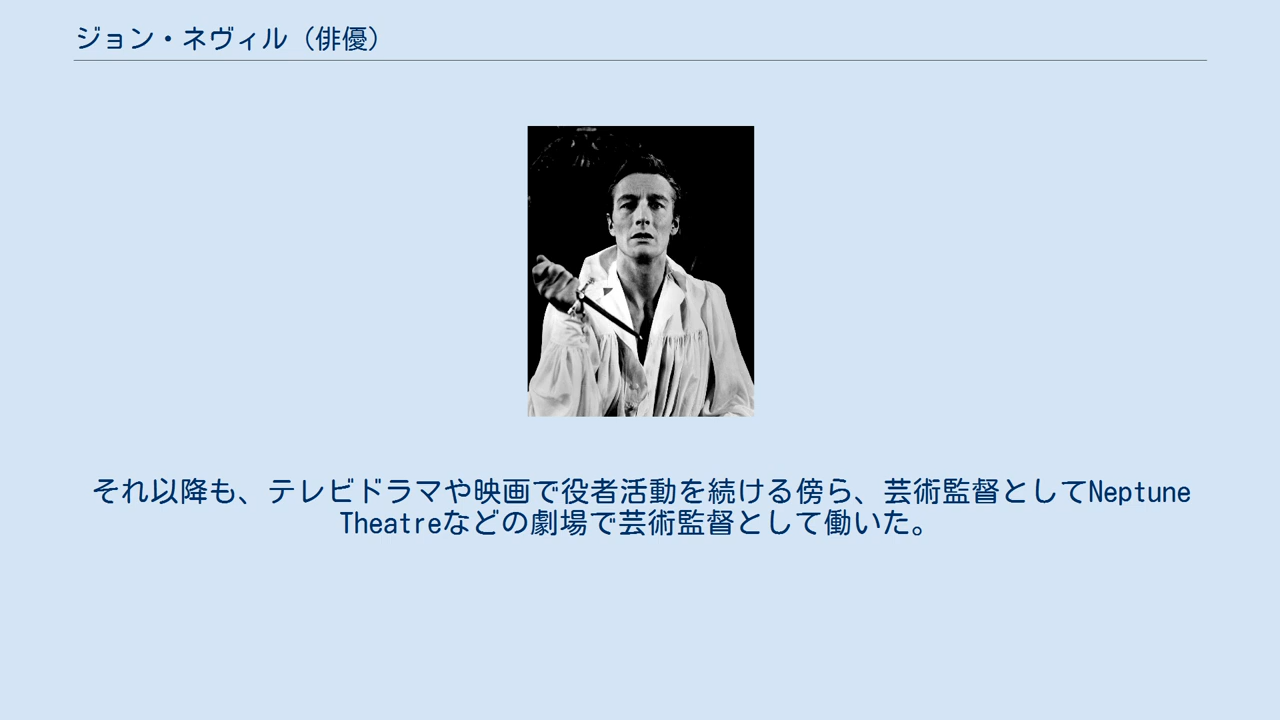 ジョン・ネヴィル（俳優）
それ以降も、テレビドラマや映画で役者活動を続ける傍ら、芸術監督としてNeptune
Theatreなどの劇場で芸術監督として働いた。